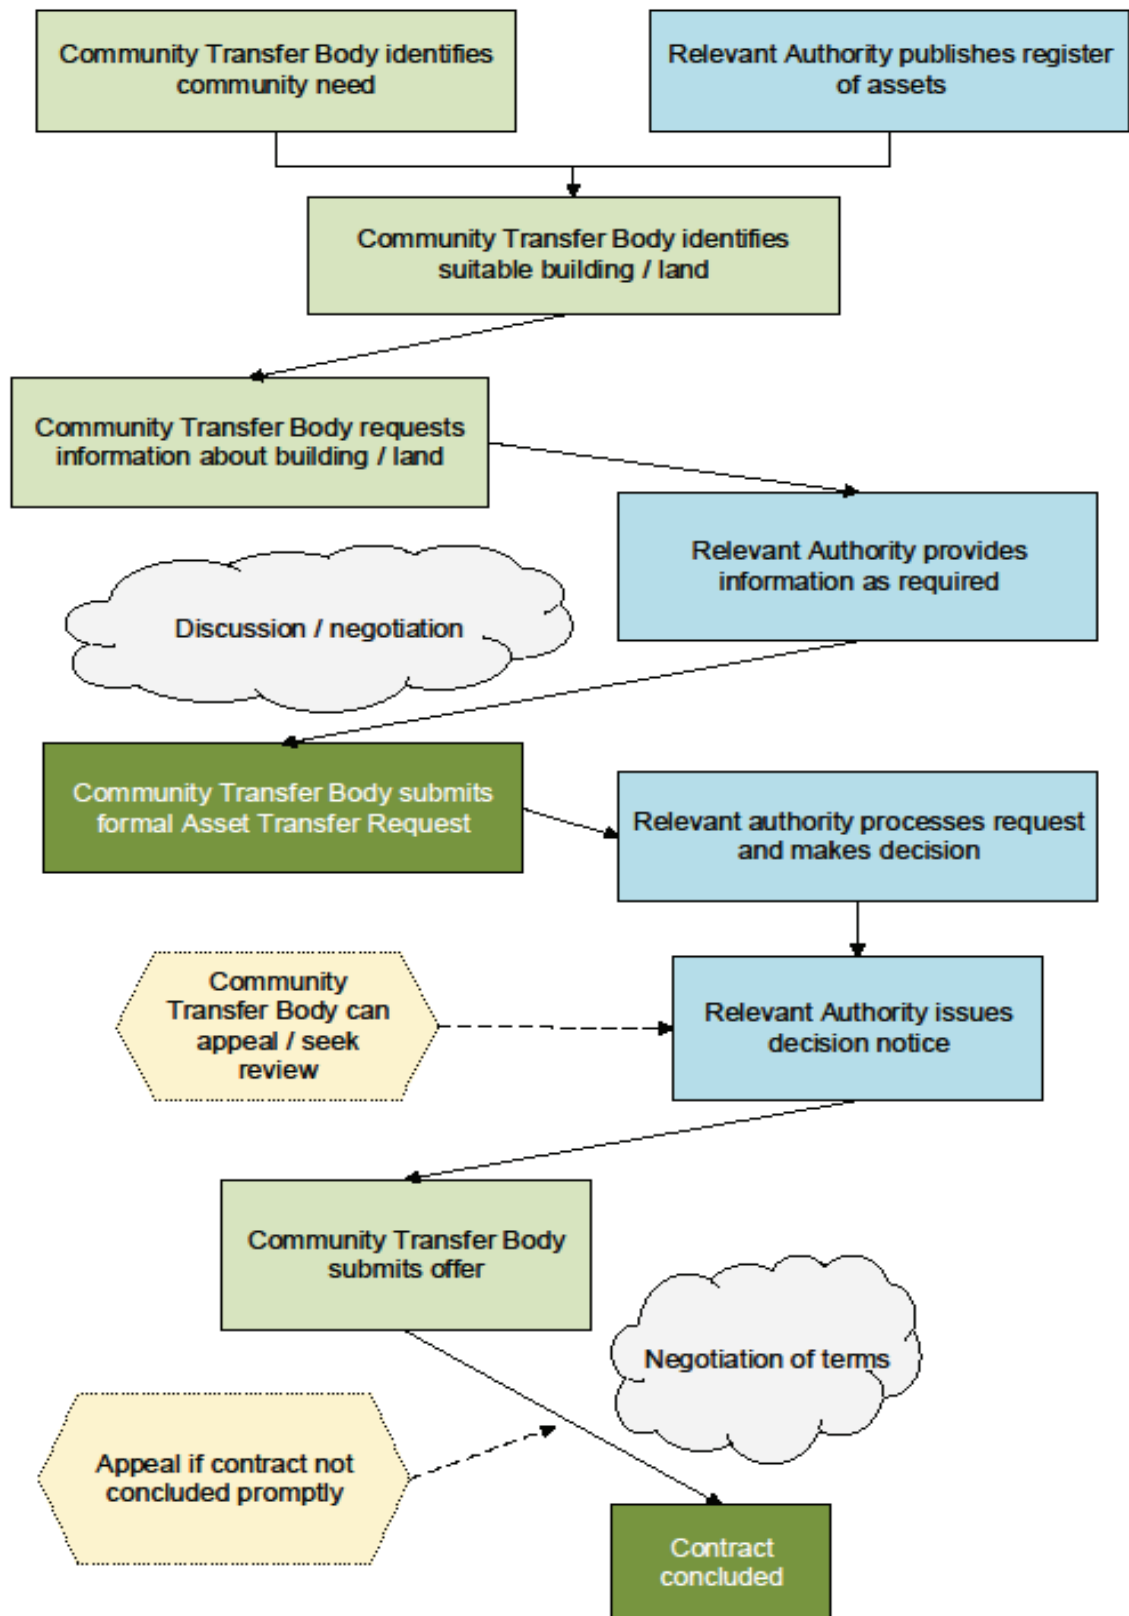 Community Transfer Body identifies
community need
Relevant Authority publishes register
of assets
Community Transfer Body identifies
suitable building / land
Community Transfer Body requests
information about building / land
Relevant Authority provides
information as required
Discussion / negotiation
Community Transfer Body submits
formal Asset Transfer Request
Relevant authority processes request
and makes decision
Community
Transfer Body can
appeal / seek
review
Relevant Authority issues
decision notice
Community Transfer Body
submits offer
Negotiation of terms
Appeal if contract not
concluded promptly
Contract
concluded